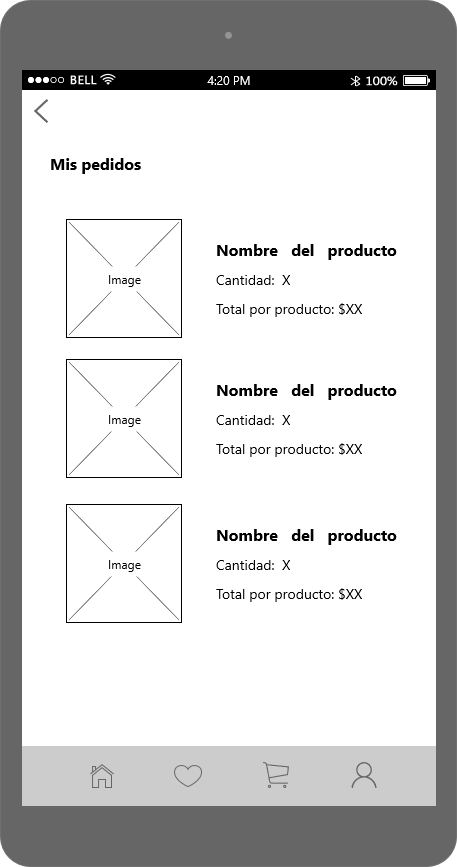 BELL 4:20 PM 100%
Mis pedidos
Image
Nombre del producto
Cantidad: X
Total por producto: $XX
Image
Nombre del producto
Cantidad: X
Total por producto: $XX
Image
Nombre del producto
Cantidad: X
Total por producto: $XX